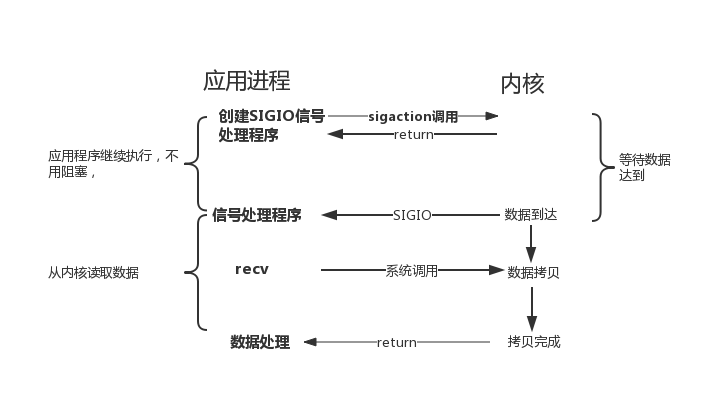 应用进程
内核
创建SIGIO信号
处理程序
sigaction调用
return
应用程序继续执行，不
用阻塞，
等待数据
达到
信号处理程序
SIGIO
数据到达
从内核读取数据
recv
系统调用
数据拷贝
数据处理
return
拷贝完成